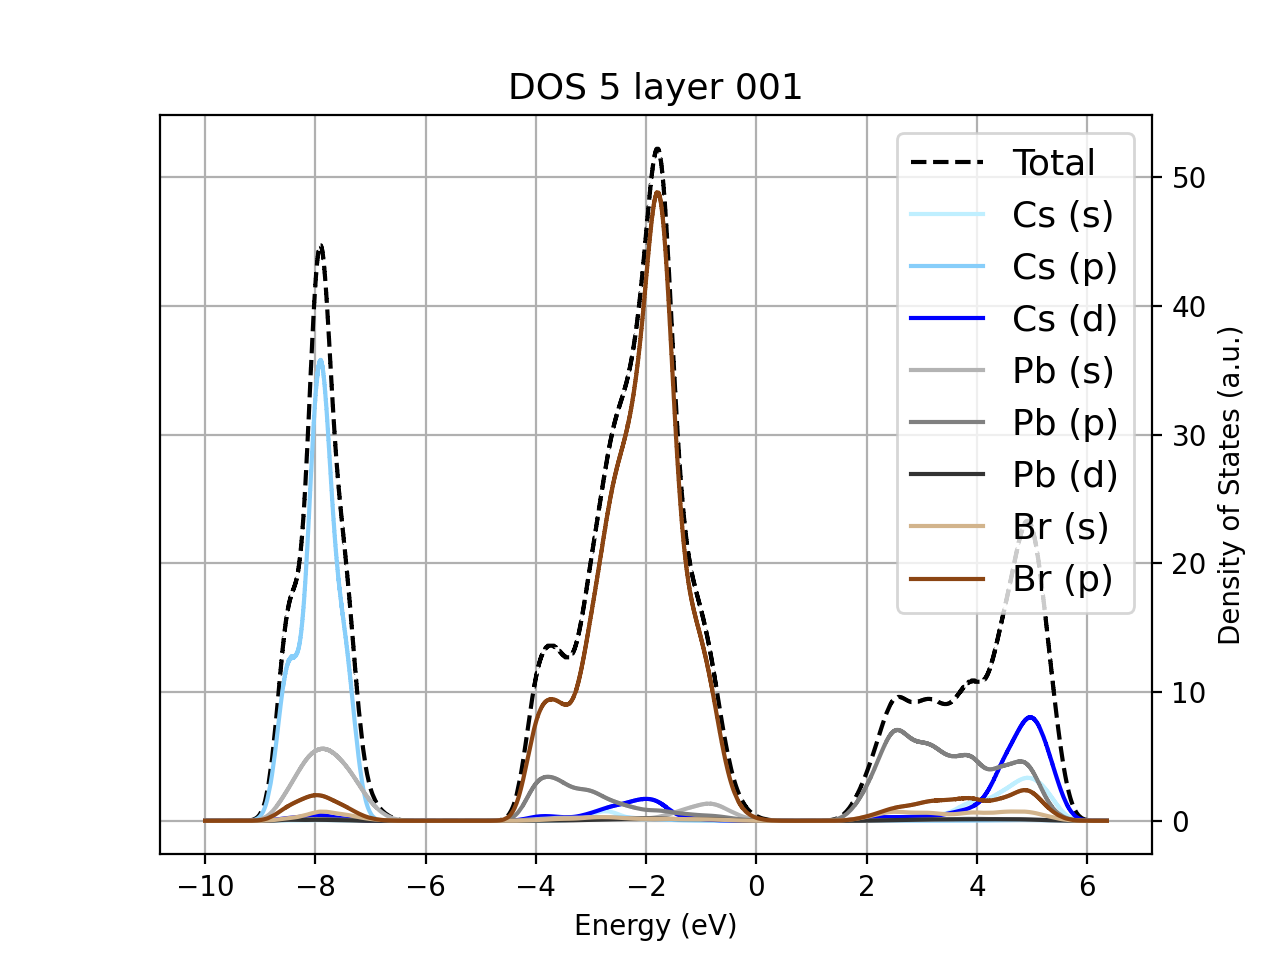 DOS 5 layer 001
Total
Cs (s)
Cs (p)
Cs (d)
Pb (s)
Pb (p)
Pb (d)
Br (s)
Br (p)
50
40
30
20
10
0
Density of States (a.u.)
−10 −8 −6 −4 −2 0 2 4 6
Energy (eV)